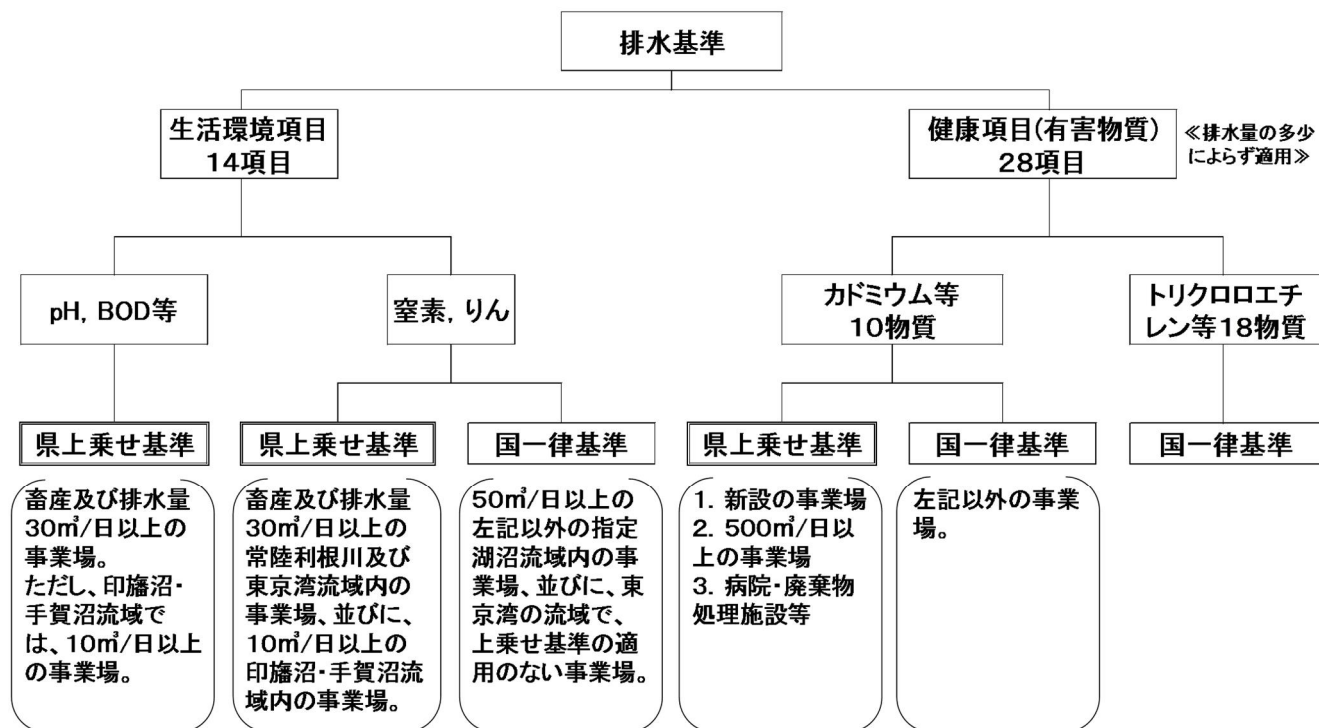 排水基準
生活環境項目
14項目
健康項目(有害物質)
28項目
≪排水量の多少
によらず適用≫
pH, BOD等
窒素, りん
カドミウム等
10物質
トリクロロエチ
レン等18物質
県上乗せ基準
畜産及び排水量
30㎥/日以上の
事業場。
ただし、印旛沼・
手賀沼流域で
は、10㎥/日以上
の事業場。
県上乗せ基準
畜産及び排水量
30㎥/日以上の
常陸利根川及び
東京湾流域内の
事業場、並びに、
10㎥/日以上の
印旛沼・手賀沼流
域内の事業場。
国一律基準
50㎥/日以上の
左記以外の指定
湖沼流域内の事
業場、並びに、東
京湾の流域で、
上乗せ基準の適
用のない事業場。
県上乗せ基準
1. 新設の事業場
2. 500㎥/日以
上の事業場
3. 病院・廃棄物
処理施設等
国一律基準
左記以外の事業
場。
国一律基準